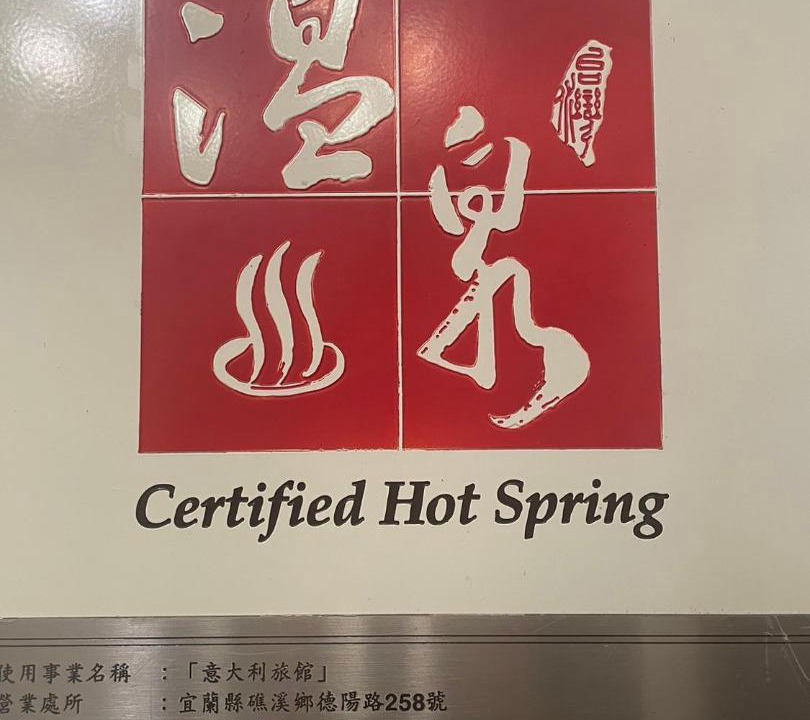 溫泉
台灣
Certified Hot Spring
使用事業名稱 ：「意大利旅館」
營業處所 ：宜蘭縣礁溪鄉德陽路258號